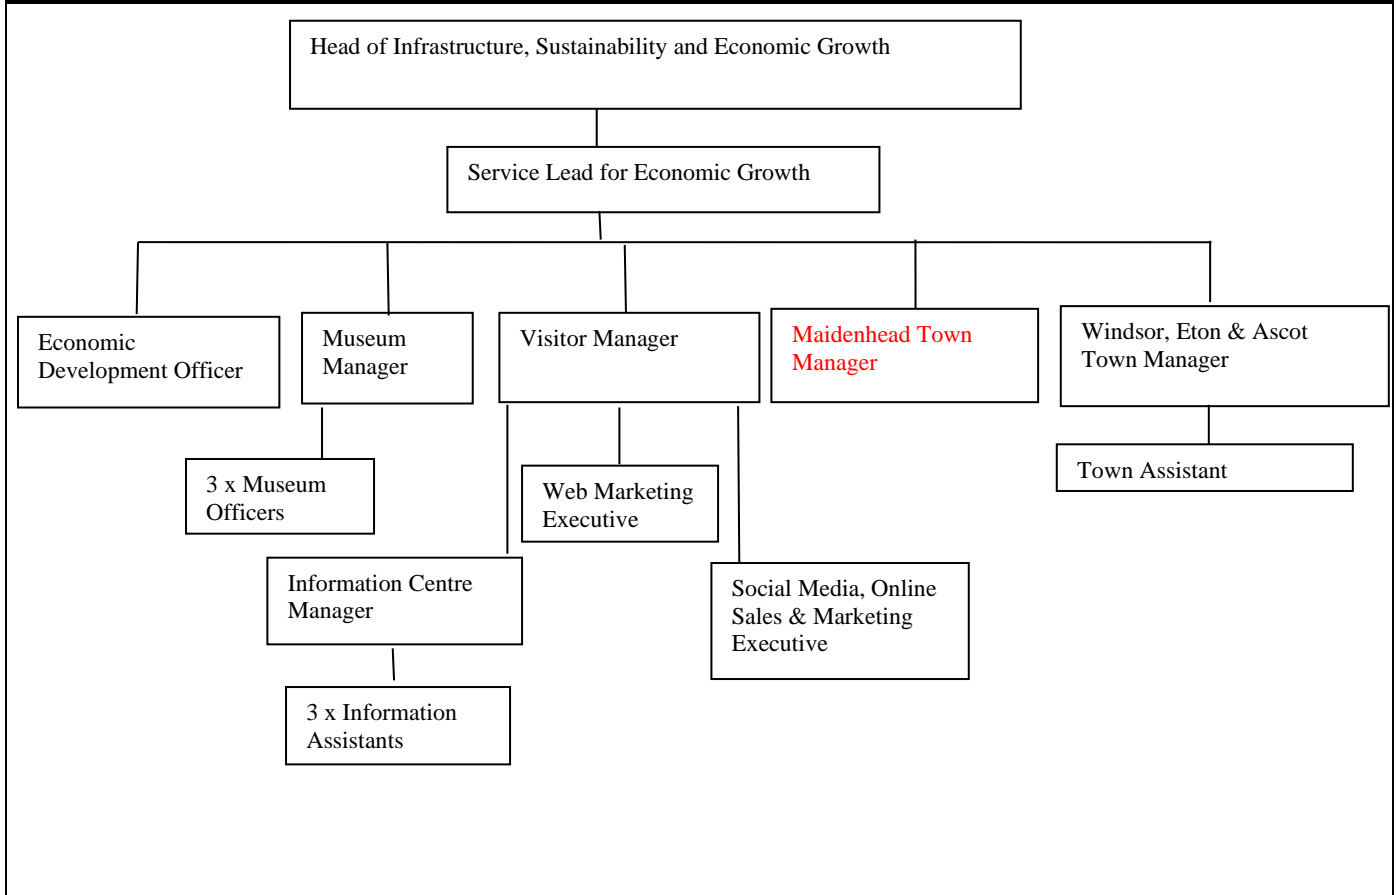 Head of Infrastructure, Sustainability and Economic Growth
Service Lead for Economic Growth
Economic
Development Officer
Museum
Manager
Visitor Manager
Maidenhead Town
Manager
Windsor, Eton & Ascot
Town Manager
3 x Museum
Officers
Web Marketing
Executive
Town Assistant
Information Centre
Manager
Social Media, Online
Sales & Marketing
Executive
3 x Information
Assistants